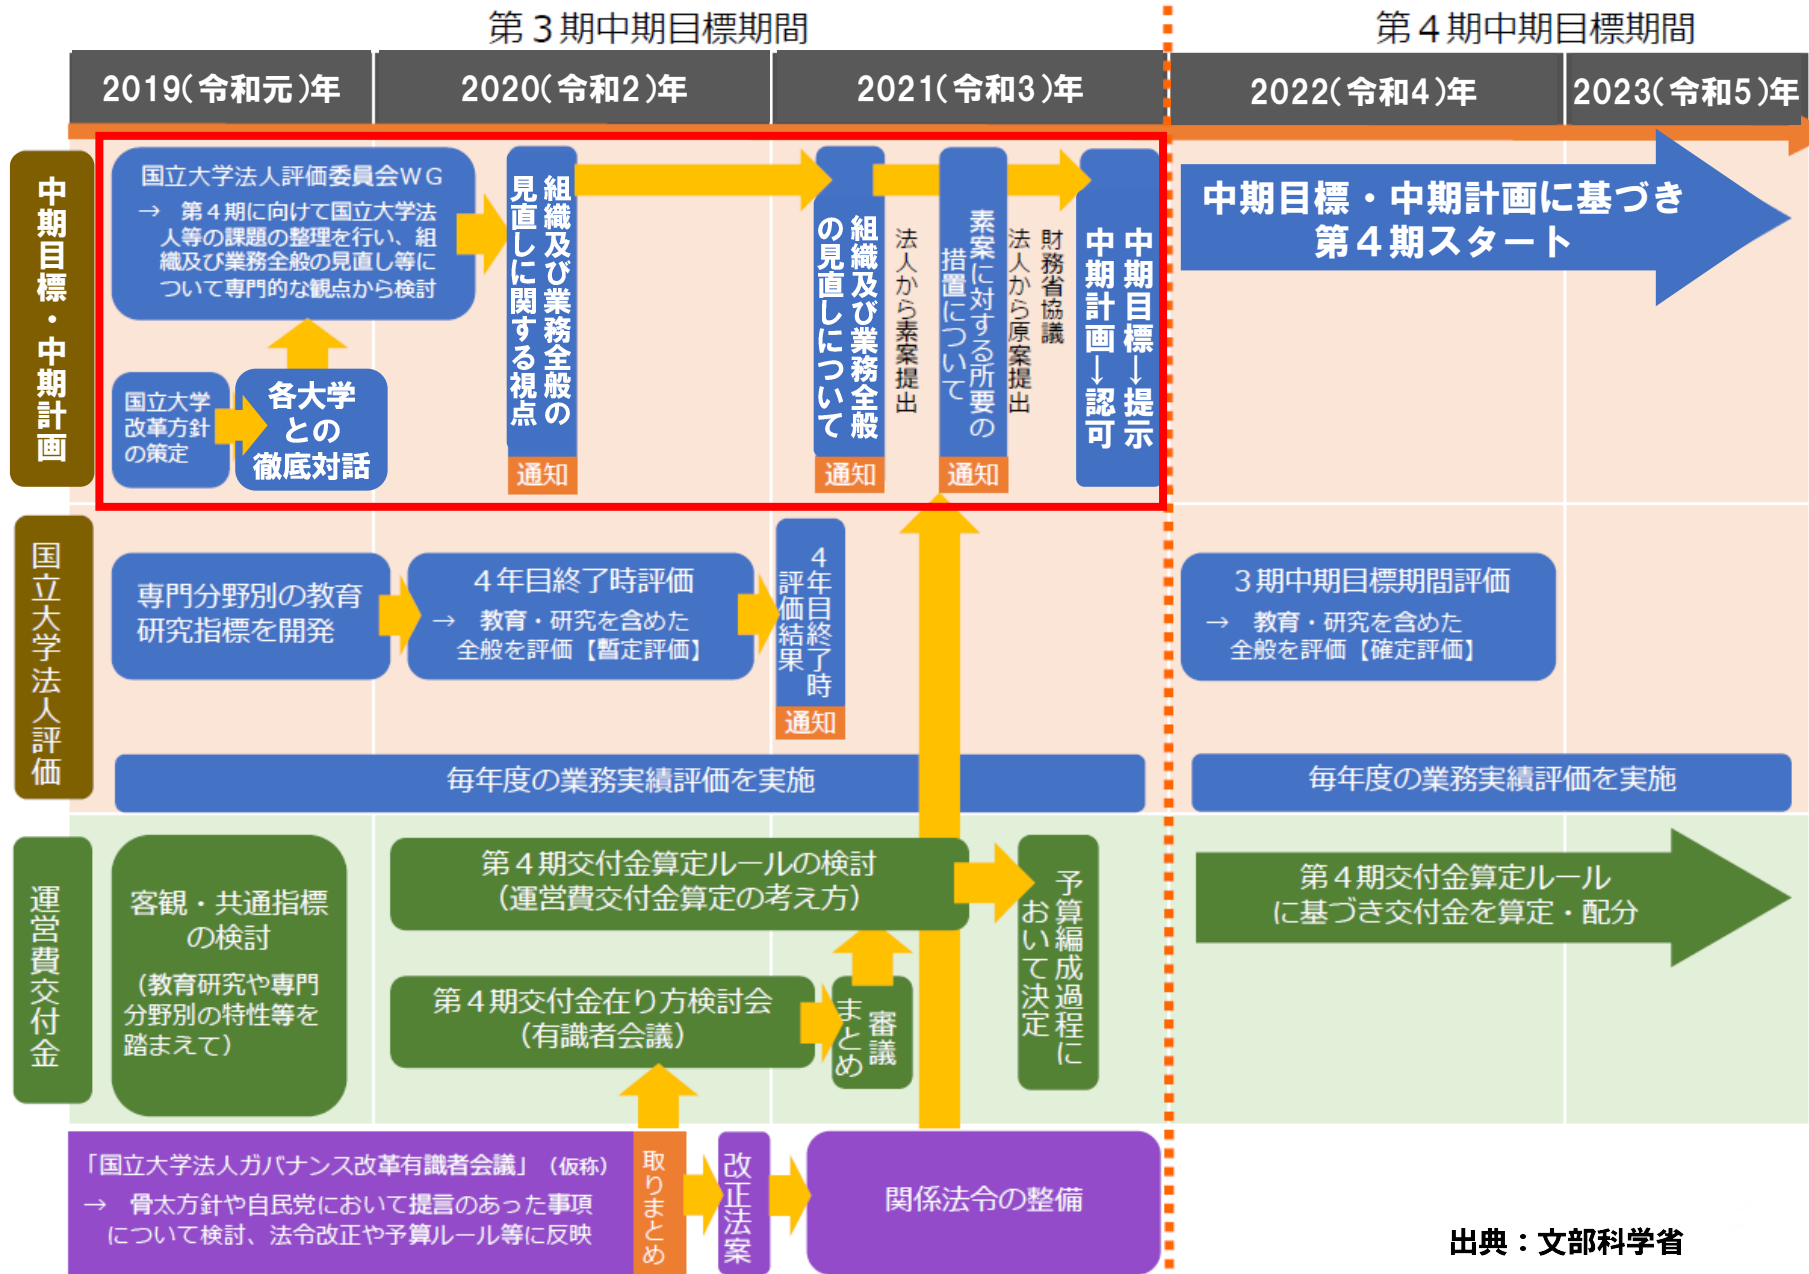 第３期中期目標期間
第４期中期目標期間
2019(令和元)年
2020(令和2)年
2021(令和3)年
2022(令和4)年
2023(令和5)年
中期目標・中期計画
国立大学法人評価委員会ＷＧ
→　第４期に向けて国立大学法
人等の課題の整理を行い、組
織及び業務全般の見直し等に
ついて専門的な観点から検討
国立大学
改革方針
の策定
各大学
との
徹底対話
組織及び業務全般の
見直しに関する視点
通知
組織及び業務全般
の見直しについて
通知
法人から素案提出
素案に対する所要の
措置について
通知
財務省協議
法人から原案提出
中期目標→提示
中期計画→認可
中期目標・中期計画に基づき
第４期スタート
国立大学法人評価
専門分野別の教育
研究指標を開発
４年目終了時評価
→　教育・研究を含めた
全般を評価【暫定評価】
４年目終了時
評価結果
通知
３期中期目標期間評価
→　教育・研究を含めた
全般を評価【確定評価】
毎年度の業務実績評価を実施
毎年度の業務実績評価を実施
運営費交付金
客観・共通指標
の検討
（教育研究や専門
分野別の特性等を
踏まえて）
第４期交付金算定ルールの検討
（運営費交付金算定の考え方）
第４期交付金在り方検討会
（有識者会議）
審議
まとめ
予算編成過程に
おいて決定
第４期交付金算定ルール
に基づき交付金を算定・配分
「国立大学法人ガバナンス改革有識者会議」（仮称）
→　骨太方針や自民党において提言のあった事項
について検討、法令改正や予算ルール等に反映
取りまとめ
改正法案
関係法令の整備
出典：文部科学省